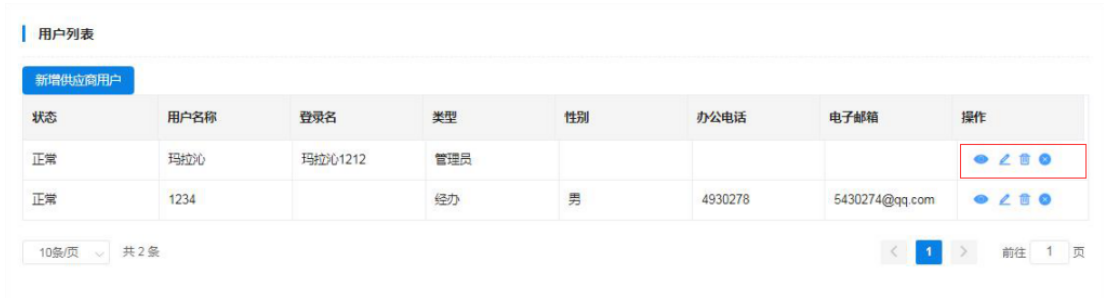 用户列表
新增供应商用户
状态 用户名称 登录名 类型 性别 办公电话 电子邮箱 操作
正常 玛拉沁 玛拉沁1212 管理员
正常 1234 经办 男 4930278 5430274@qq.com
10条/页 共 2 条 1 前往 1 页